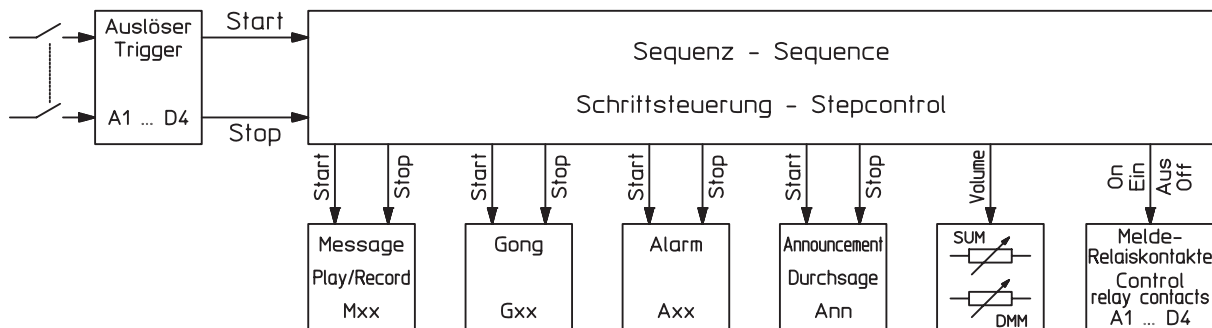 Auslöser
Trigger
A1 ... D4
Start
Stop
Sequenz - Sequence
Schrittsteuerung - Stepcontrol
Start
Stop
Start
Stop
Start
Stop
Start
Stop
Volume
On
Ein
Aus
Off
Message
Play/Record
Mxx
Gong
Gxx
Alarm
Axx
Announcement
Durchsage
Ann
SUM
DMM
Melde-
Relaiskontakte
Control
relay contacts
A1 ... D4